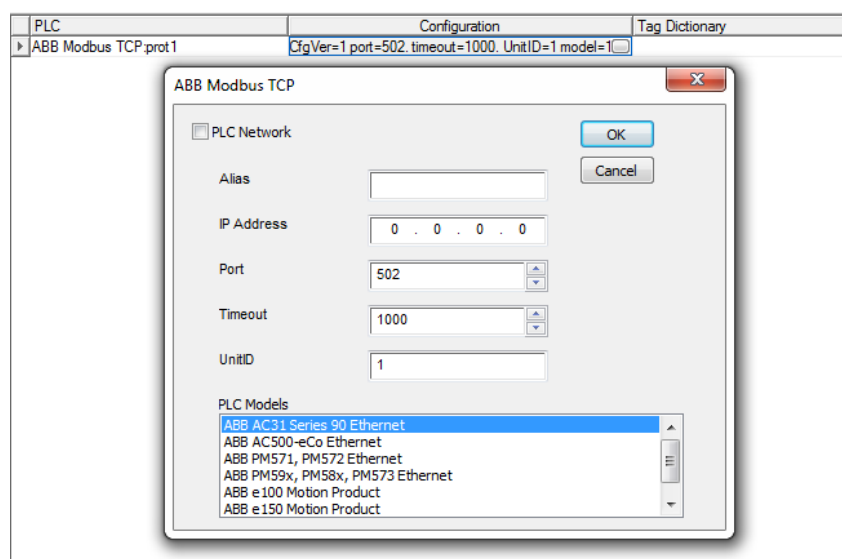 PLC Configuration Tag Dictionary
ABB Modbus TCP:prot1 CfgVer=1 port=502. timeout=1000. UnitID=1 model=1
ABB Modbus TCP
PLC Network OK
Cancel
Alias
IP Address 0 . 0 . 0 . 0
Port 502
Timeout 1000
UnitID 1
PLC Models
ABB AC31 Series 90 Ethernet
ABB AC500-eCo Ethernet
ABB PM571, PM572 Ethernet
ABB PM59x, PM58x, PM573 Ethernet
ABB e100 Motion Product
ABB e150 Motion Product